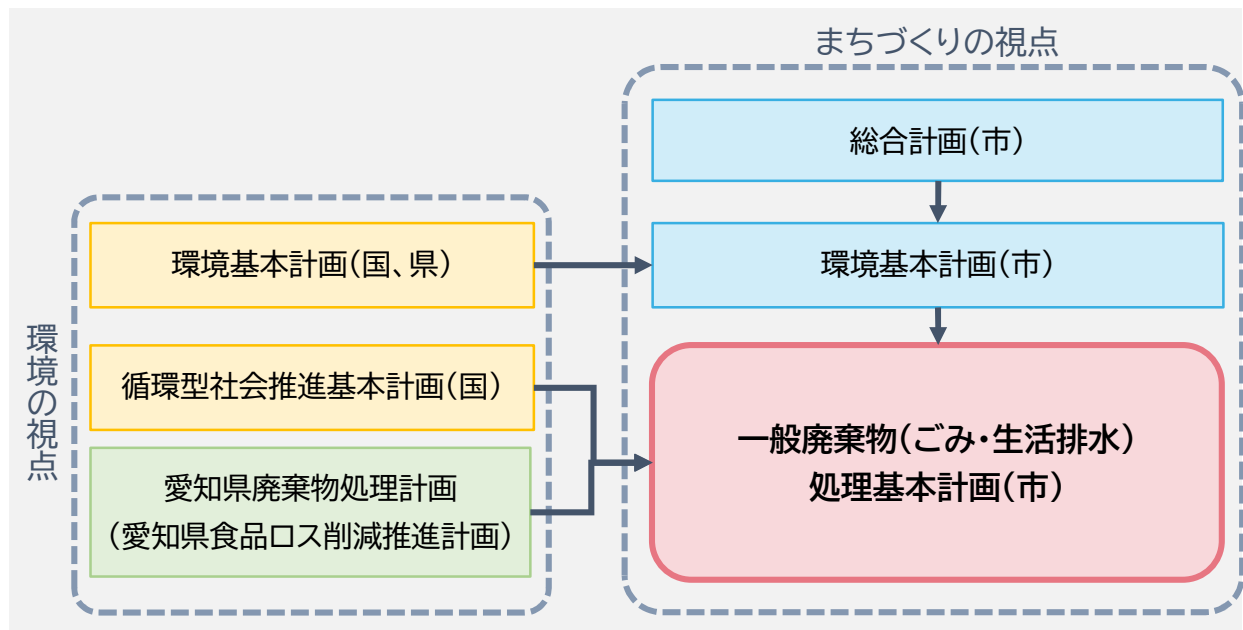 まちづくりの視点
総合計画(市)
環境基本計画(国、県)
環境基本計画(市)
環境の視点
循環型社会推進基本計画(国)
一般廃棄物(ごみ・生活排水)
処理基本計画(市)
愛知県廃棄物処理計画
(愛知県食品ロス削減推進計画)